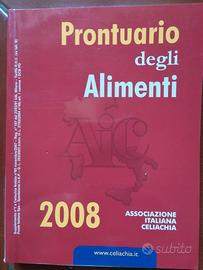 Prontuario
degli
Alimenti
AiC
2008
ASSOCIAZIONE
ITALIANA
CELIACHIA
www.celiachia.it
subito